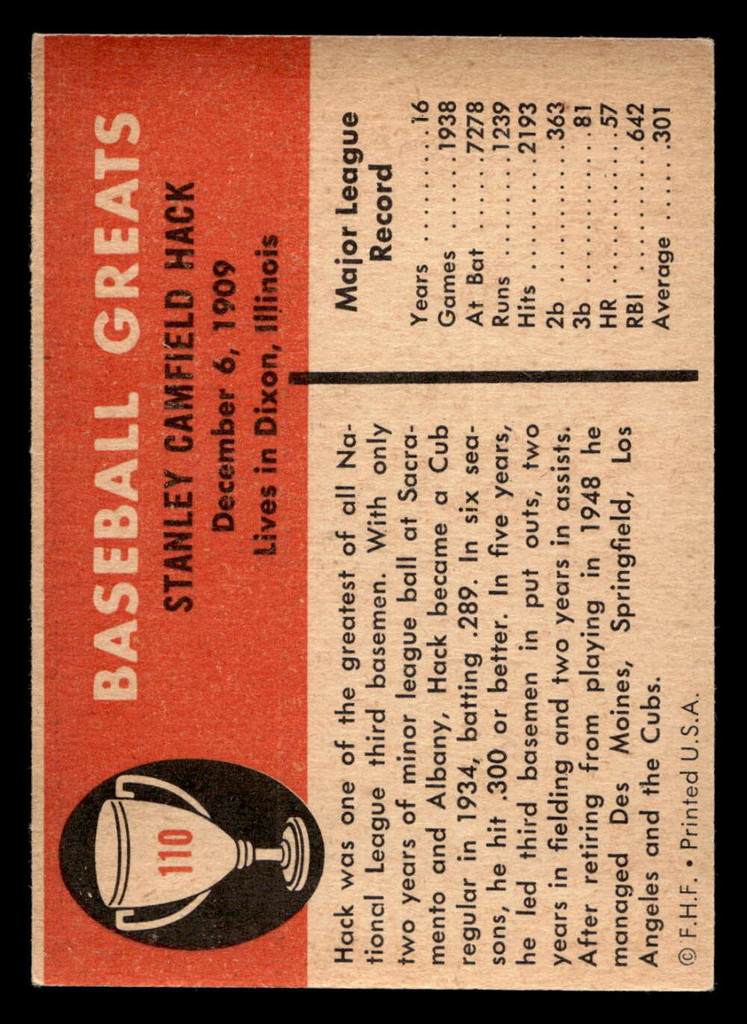 110
BASEBALL GREATS
STANLEY CAMFIELD HACK
December 6, 1909
Lives in Dixon, Illinois
Hack was one of the greatest of all Na-
tional League third basemen. With only
two years of minor league ball at Sacra-
mento and Albany, Hack became a Cub
regular in 1934, batting .289. In six sea-
sons, he hit .300 or better. In five years,
he led third basemen in put outs, two
years in fielding and two years in assists.
After retiring from playing in 1948 he
managed Des Moines, Springfield, Los
Angeles and the Cubs.
© F.H.F. • Printed U.S.A.
Major League
Record
Years ..........16
Games ........1938
At Bat ........7278
Runs ..........1239
Hits ..........2193
2b ............363
3b .............81
HR .............57
RBI ...........642
Average ......301